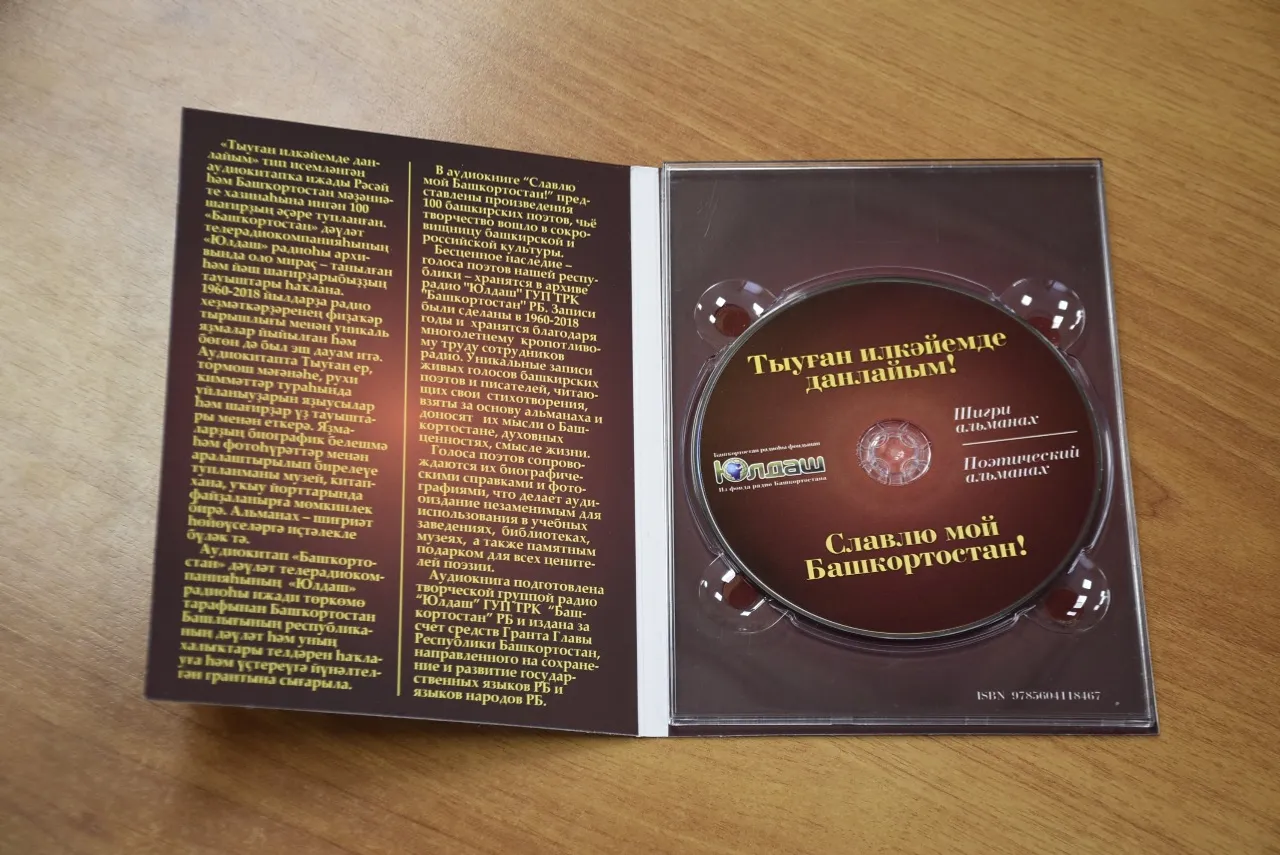 «Тыуған илкәйемде дан-
лайым» тип исемләнгән
аудиокитапҡа ижады Рәсәй
һәм Башҡортостан мәҙәниә-
те хазинаһына ингән 100
шағирҙың әҫәре тупланған.
«Башҡортостан» дәүләт
телерадиокомпанияһының
«Юлдаш» радиоһы архи-
вында оло мираҫ – танылған
һәм йәш шағирҙарыбыҙҙың
тауыштары һаҡлана.
1960-2018 йылдарҙа радио
хеҙмәткәрҙәренең фиҙакәр
тырышлығы менән уникаль
яҙмалар йыйылған һәм
бөгөн дә был эш дауам итә.
Аудиокитапта Тыуған ер,
тормош мәғәнәһе, рухи
киммәттәр тураһында
уйланыуҙарын яҙыусылар
һәм шағирҙар үҙ тауышта-
ры менән еткерә. Яҙма-
ларҙың биографик белешмә
һәм фотоһүрәттәр менән
аралаштырылып бирелеүе
тупланманы музей, китап-
хана, уҡыу йорттарында
файҙаланырға мөмкинлек
бирә. Альманах – шиғриәт
һөйөүселәргә иҫтәлекле
бүләк тә.
Аудиокитап «Башҡорто-
стан» дәүләт телерадиоком-
панияһының «Юлдаш»
радиоһы ижади төркөмө
тарафынан Башҡортостан
Башлығының республика-
ның дәүләт һәм уның
халыҡтары телдәрен һаҡла-
уға һәм үҫтереүгә йүнәлтел-
гән грантына сығарыла.
В аудиокниге “Славлю
мой Башкортостан!” пред-
ставлены произведения
100 башкирских поэтов, чьё
творчество вошло в сокро-
вищницу башкирской и
российской культуры.
Бесценное наследие –
голоса поэтов нашей респу-
блики – хранятся в архиве
радио "Юлдаш" ГУП ТРК
"Башкортостан" РБ. Записи
были сделаны в 1960-2018
годы и хранятся благодаря
многолетнему кропотливо-
му труду сотрудников
радио. Уникальные записи
живых голосов башкирских
поэтов и писателей, читаю-
щих свои стихотворения,
взяты за основу альманаха и
доносят их мысли о Баш-
кортостане, духовных
ценностях, смысле жизни.
Голоса поэтов сопрово-
ждаются их биографиче-
скими справками и фото-
графиями, что делает ауди-
оиздание незаменимым для
использования в учебных
заведениях, библиотеках,
музеях, а также памятным
подарком для всех цените-
лей поэзии.
Аудиокнига подготовлена
творческой группой радио
“Юлдаш” ГУП ТРК “Баш-
кортостан” РБ и издана за
счет средств Гранта Главы
Республики Башкортостан,
направленного на сохране-
ние и развитие государ-
ственных языков РБ и
языков народов РБ.
Тыуған илкәйемде
данлайым!
Шиғри
альманах
Поэтический
альманах
Башҡортостан радиоһы фондынан
Юлдаш
Из фонда радио Башкортостана
Славлю мой
Башкортостан!
ISBN 9785604118467